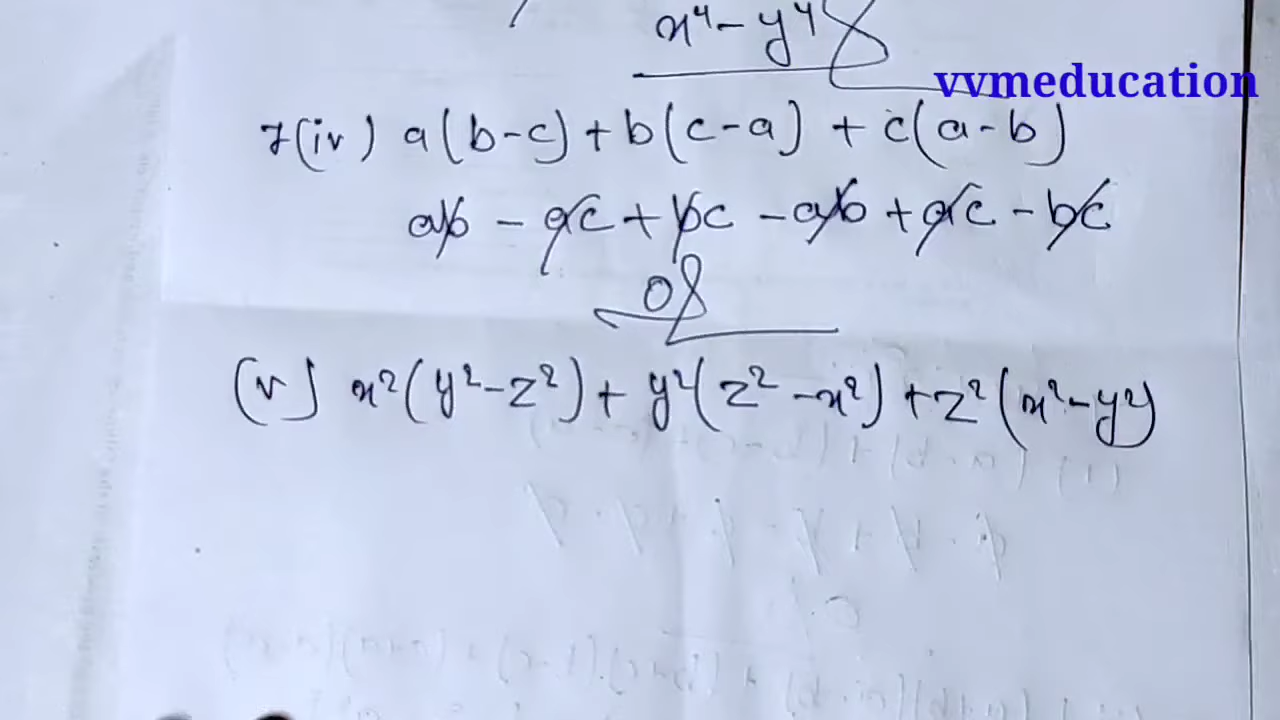 x⁴ - y⁴
vvmeducation
7(iv) a(b-c) + b(c-a) + c(a-b)
ab - ac + bc - ab + ac - bc
0
(v) x²(y²-z²) + y²(z²-x²) + z²(x²-y²)